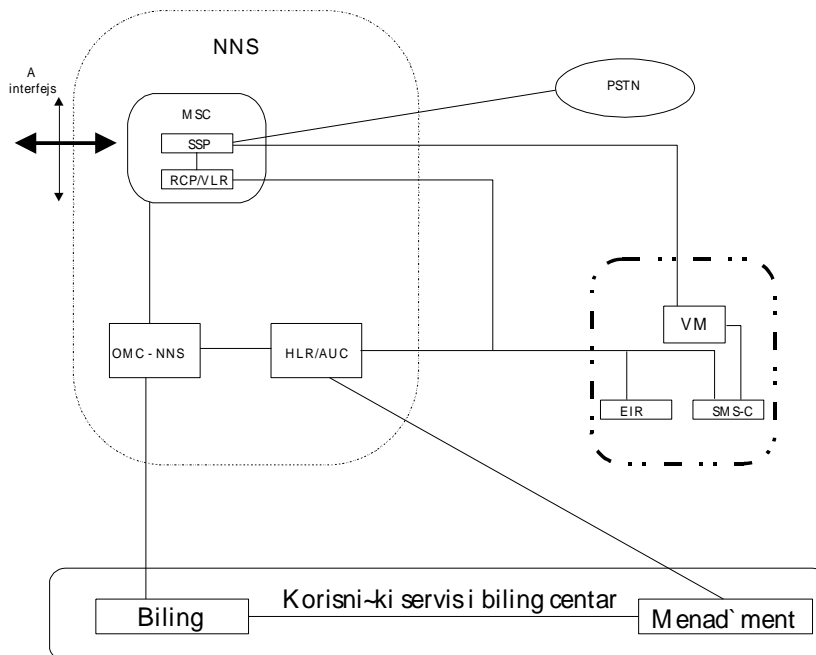 NNS
A
interfejs
PSTN
MSC
SSP
RCP/VLR
VM
OMC - NNS
HLR/AUC
EIR
SMS-C
Korisni~ki servis i biling centar
Biling
Menad`ment